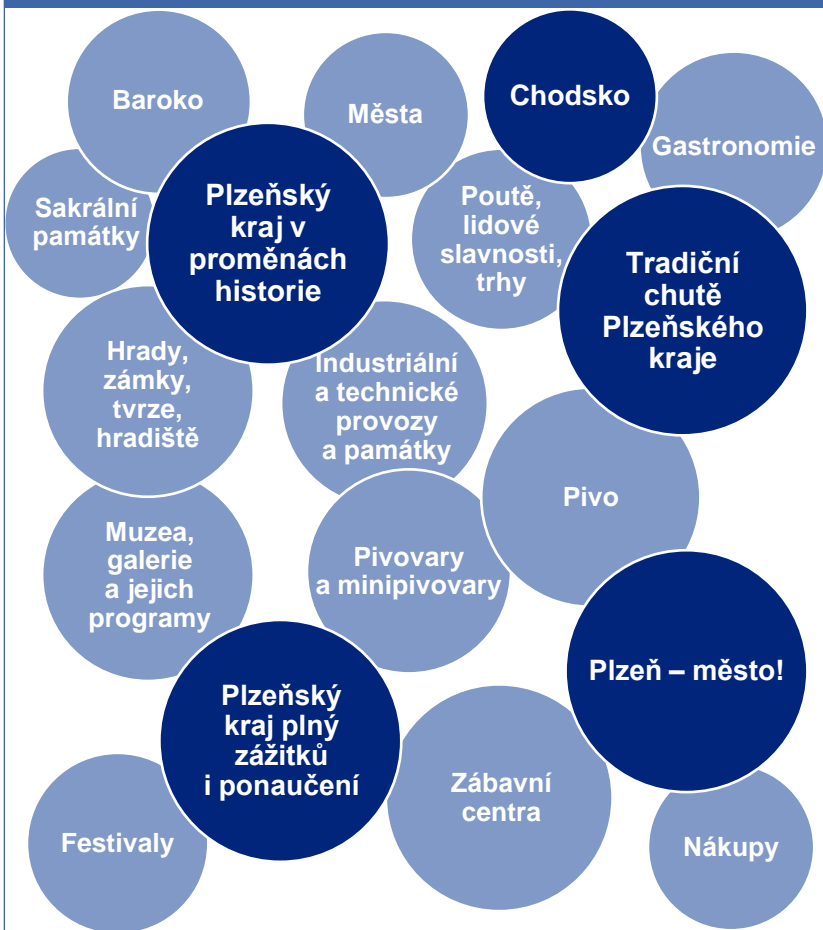 Baroko
Města
Chodsko
Gastronomie
Sakrální
památky
Plzeňský
kraj v
proměnách
historie
Poutě,
lidové
slavnosti,
trhy
Tradiční
chutě
Plzeňského
kraje
Hrady,
zámky,
tvrze,
hradiště
Industriální
a technické
provozy
a památky
Pivo
Muzea,
galerie
a jejich
programy
Pivovary
a minipivovary
Plzeň – město!
Plzeňský
kraj plný
zážitků
i ponaučení
Zábavní
centra
Festivaly
Nákupy